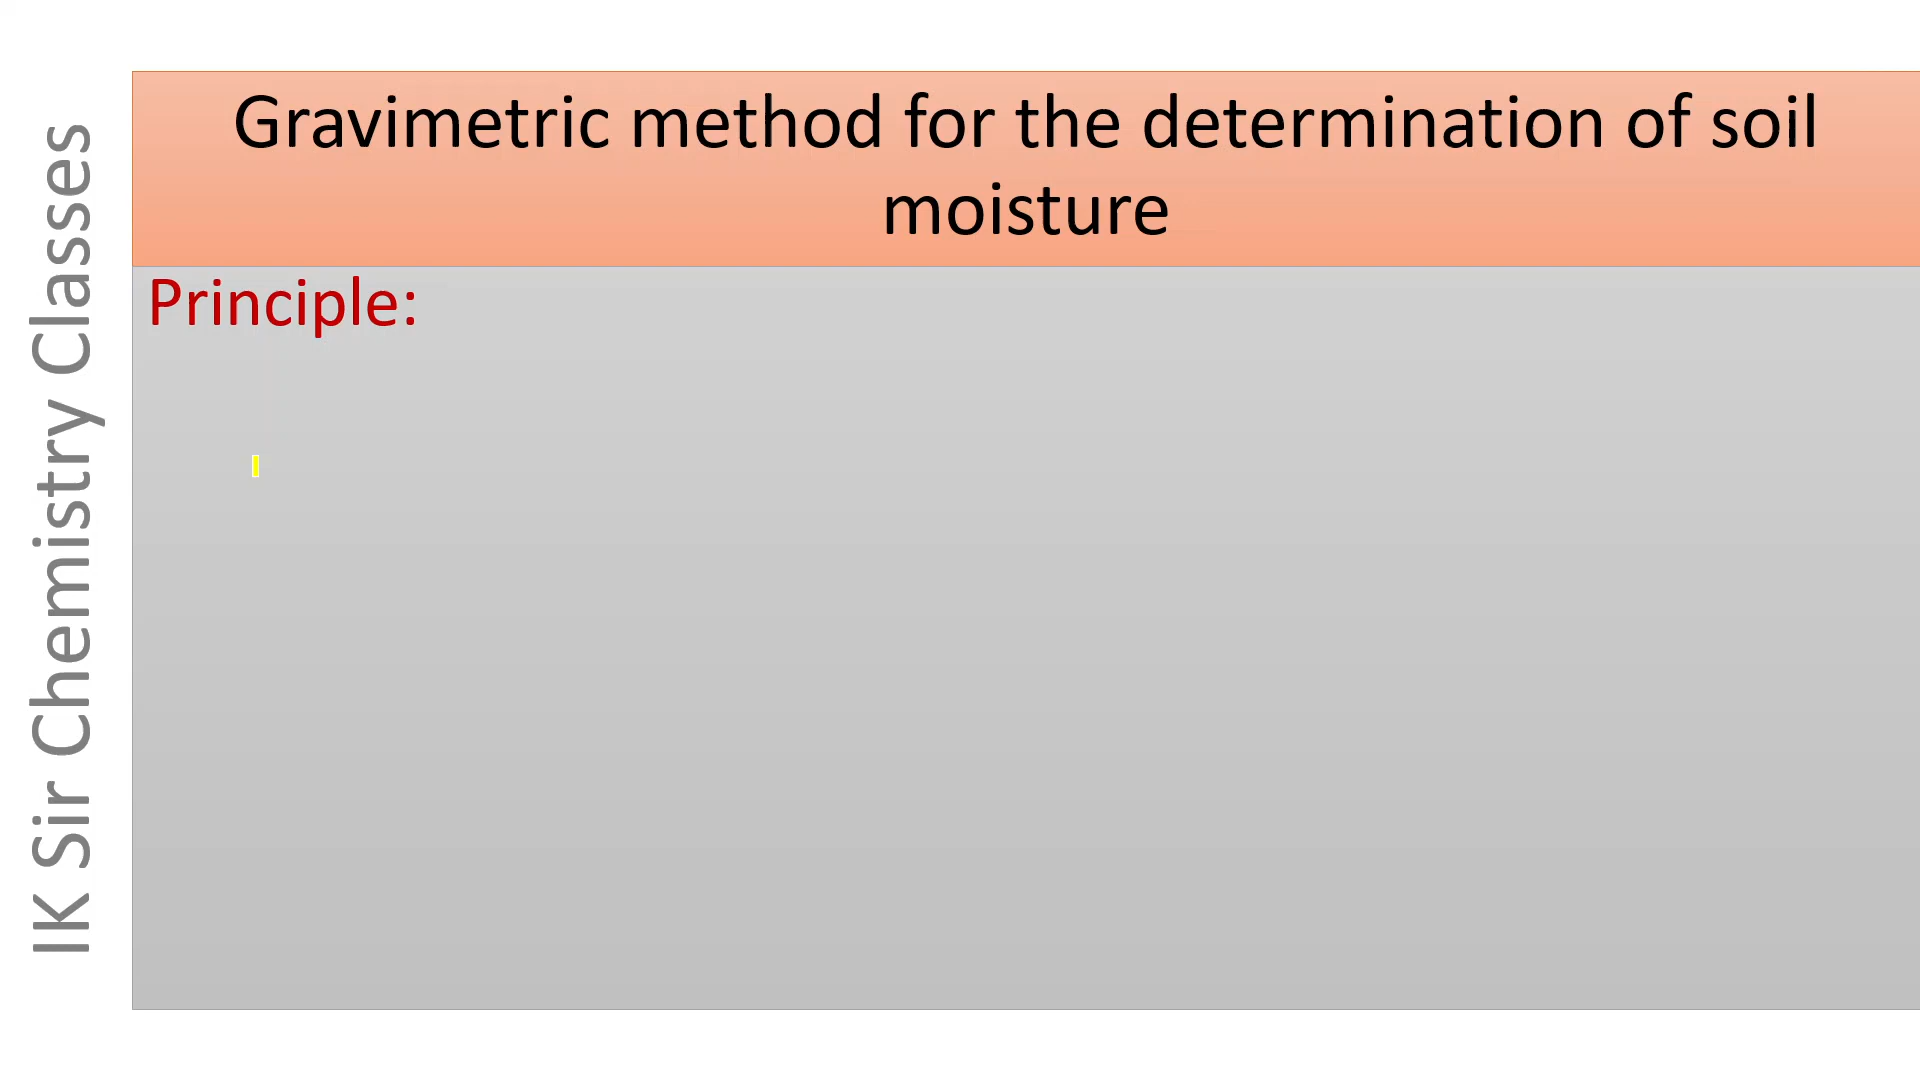 IK Sir Chemistry Classes
Gravimetric method for the determination of soil
moisture
Principle: